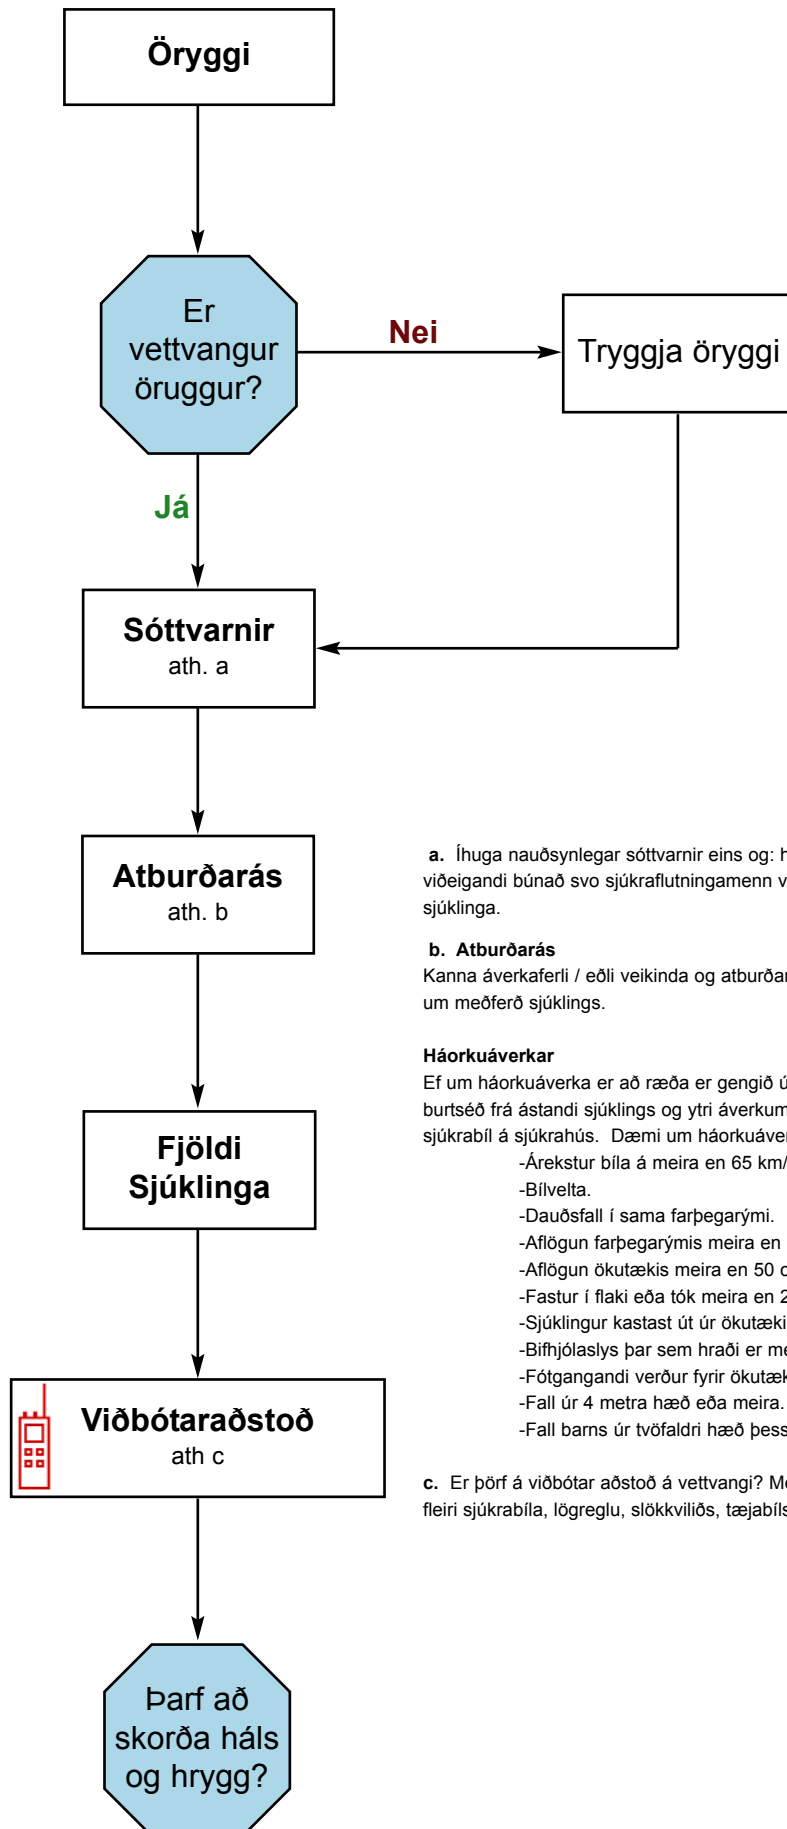 Öryggi
Er
vettvangur
öruggur?
Nei
Tryggja öryggi
Já
Sóttvarnir
ath. a
Atburðarás
ath. b
Fjöldi
Sjúklinga
Viðbótaraðstoð
ath c
Þarf að
skorða háls
og hrygg?
a. Íhuga nauðsynlegar sóttvarnir eins og:
viðeigandi búnað svo sjúkraflutningamenn
sjúklinga.
b. Atburðarás
Kanna áverkaferli / eðli veikinda og
um meðferð sjúklings.
Háorkuáverkar
Ef um háorkuáverka er að ræða er gengið
burtséð frá ástandi sjúklings og ytri áverkum
sjúkrabíl á sjúkrahús. Dæmi um
-Árekstur bíla á meira en 65 km/
-Bílvelta.
-Dauðsfall í sama farþegarými.
-Aflögun farþegarýmis meira en
-Aflögun ökutækis meira en 50
-Fastur í flaki eða tók meira en
-Sjúklingur kastast út úr ökutæki
-Bifhjólaslys þar sem hraði er
-Fótgangandi verður fyrir
-Fall úr 4 metra hæð eða meira.
-Fall barns úr tvöfaldri hæð
c. Er þörf á viðbótar aðstoð á vettvangi?
fleiri sjúkrabíla, lögreglu, slökkviliðs,